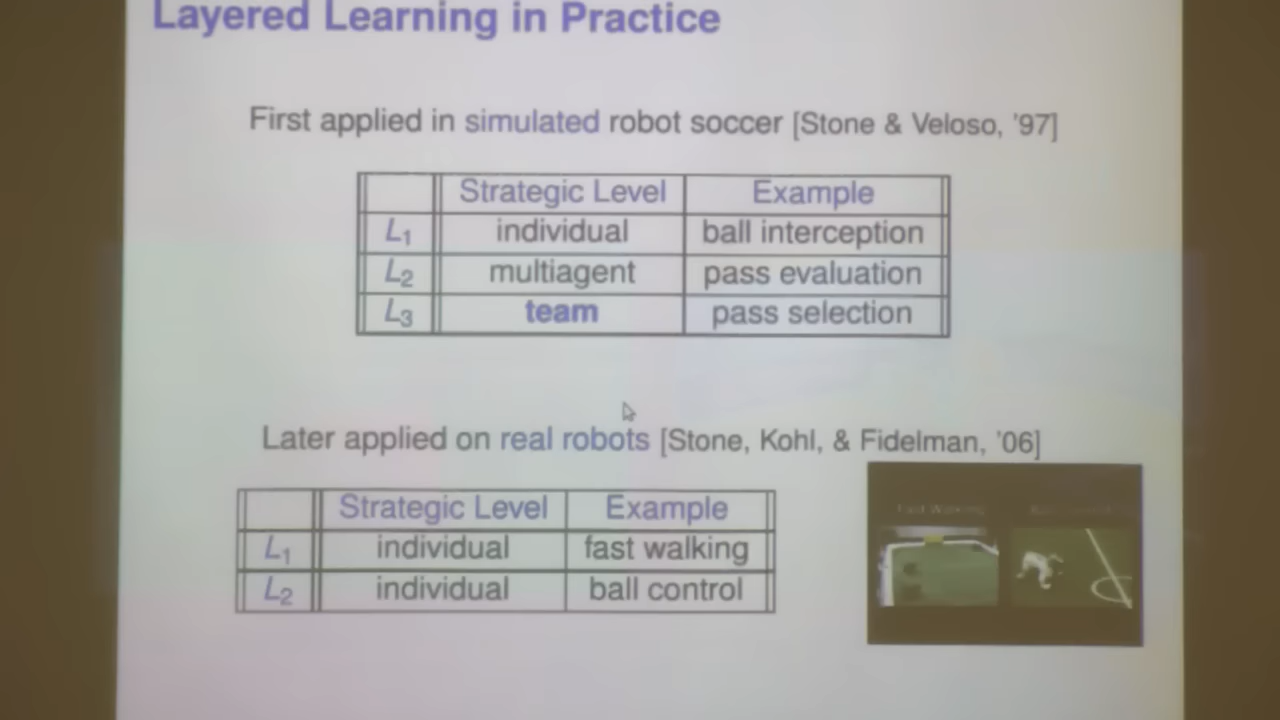 Layered Learning in Practice
First applied in simulated robot soccer [Stone & Veloso, '97]
Strategic Level Example
L1 individual ball interception
L2 multiagent pass evaluation
L3 team pass selection
Later applied on real robots [Stone, Kohl, & Fidelman, '06]
Strategic Level Example
L1 individual fast walking
L2 individual ball control